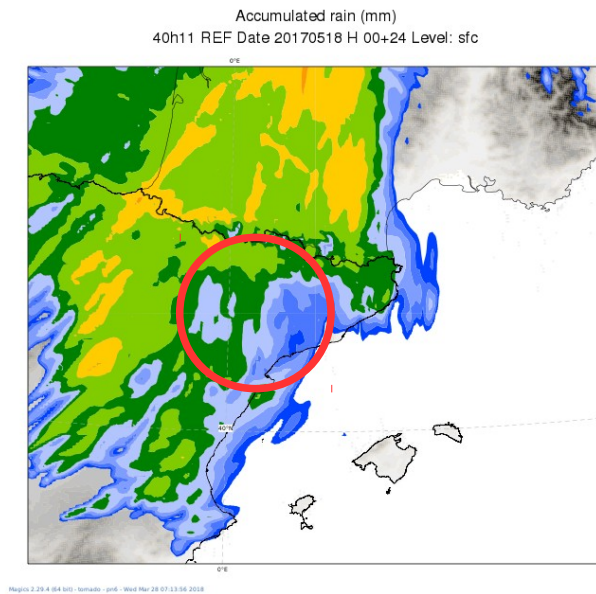 Accumulated rain (mm)
40h11 REF Date 20170518 H 00+24 Level: sfc
0°E
40°N
0°E
Magics 2.29.4 (64 bit) - tornado - pn6 - Wed Mar 28 07:13:56 2018